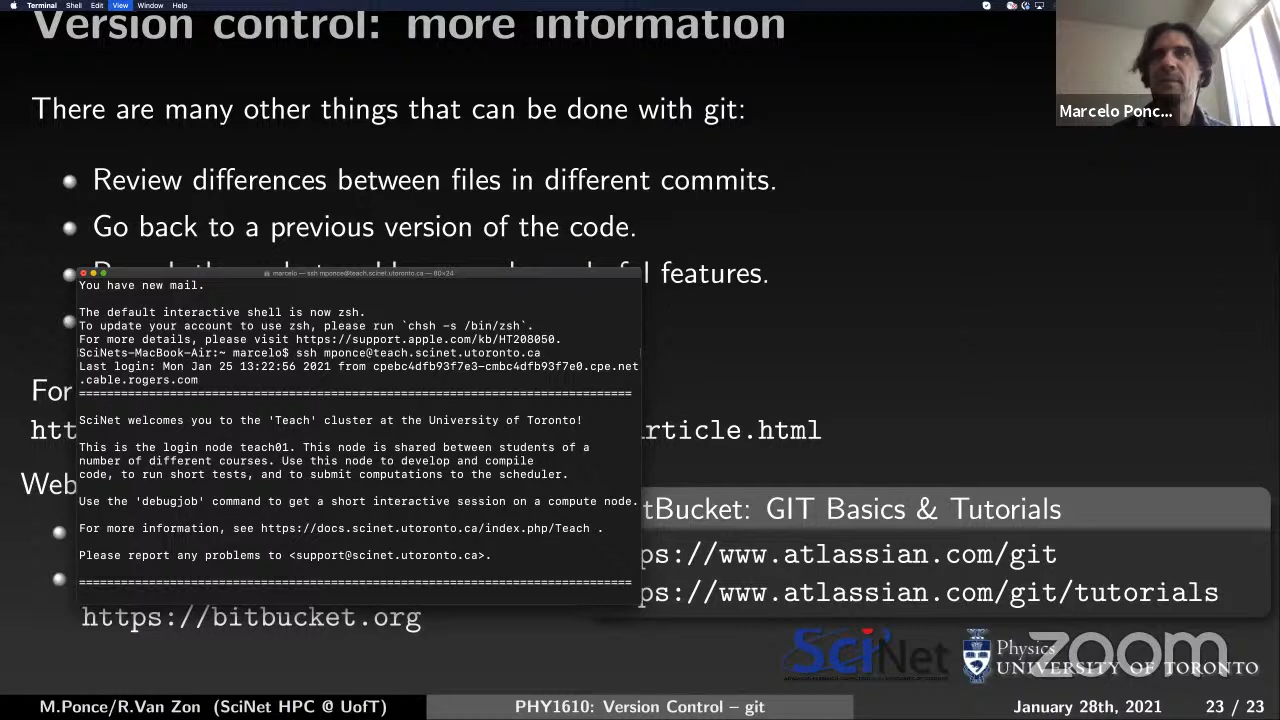 Terminal Shell Edit View Window Help
Version control: more information
Marcelo Ponc...
There are many other things that can be done with git:
Review differences between files in different commits.
Go back to a previous version of the code.
features.
marcelo — ssh mponce@teach.scinet.utoronto.ca — 80×24
You have new mail.
The default interactive shell is now zsh.
To update your account to use zsh, please run `chsh -s /bin/zsh`.
For more details, please visit https://support.apple.com/kb/HT208050.
SciNets-MacBook-Air:~ marcelo$ ssh mponce@teach.scinet.utoronto.ca
Last login: Mon Jan 25 13:22:56 2021 from cpebc4dfb93f7e3-cmbc4dfb93f7e0.cpe.net
.cable.rogers.com
================================================================================
SciNet welcomes you to the 'Teach' cluster at the University of Toronto!
This is the login node teach01. This node is shared between students of a
number of different courses. Use this node to develop and compile
code, to run short tests, and to submit computations to the scheduler.
Use the 'debugjob' command to get a short interactive session on a compute node.
For more information, see https://docs.scinet.utoronto.ca/index.php/Teach .
Please report any problems to <support@scinet.utoronto.ca>.
================================================================================
For
htt rticle.html
Web
tBucket: GIT Basics & Tutorials
ps://www.atlassian.com/git
ps://www.atlassian.com/git/tutorials
https://bitbucket.org
SciNet
Physics
UNIVERSITY OF TORONTO
zoom
M.Ponce/R.Van Zon (SciNet HPC @ UofT) PHY1610: Version Control – git January 28th, 2021 23 / 23